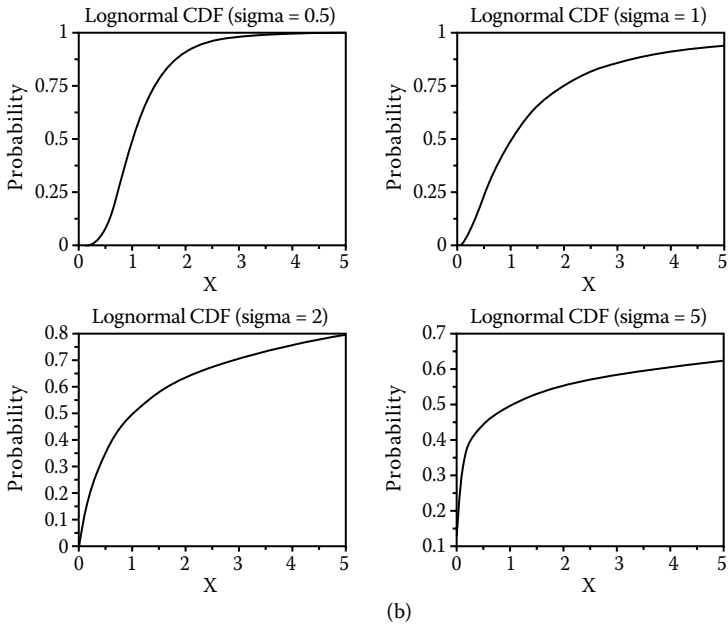 Lognormal CDF (sigma = 0.5)
1
0.75
0.5
0.25
0
Probability
0 1 2 3 4 5
X
Lognormal CDF (sigma = 1)
1
0.75
0.5
0.25
0
Probability
0 1 2 3 4 5
X
Lognormal CDF (sigma = 2)
0.8
0.7
0.6
0.5
0.4
0.3
0.2
0.1
0
Probability
0 1 2 3 4 5
X
Lognormal CDF (sigma = 5)
0.7
0.6
0.5
0.4
0.3
0.2
0.1
Probability
0 1 2 3 4 5
X
(b)